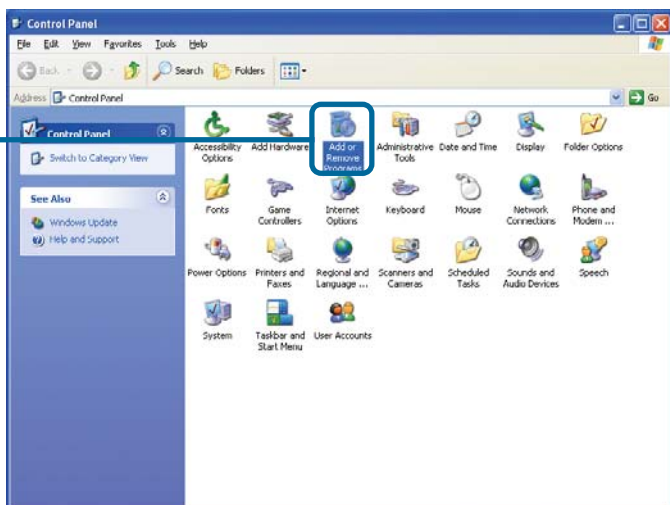 Control Panel
File Edit View Favorites Tools Help
Back Search Folders
Address Control Panel Go
Control Panel
Switch to Category View
See Also
Windows Update
Help and Support
Accessibility Options
Add Hardware
Add or Remove Programs
Administrative Tools
Date and Time
Display
Folder Options
Fonts
Game Controllers
Internet Options
Keyboard
Mouse
Network Connections
Phone and Modem ...
Power Options
Printers and Faxes
Regional and Language ...
Scanners and Cameras
Scheduled Tasks
Sounds and Audio Devices
Speech
System
Taskbar and Start Menu
User Accounts